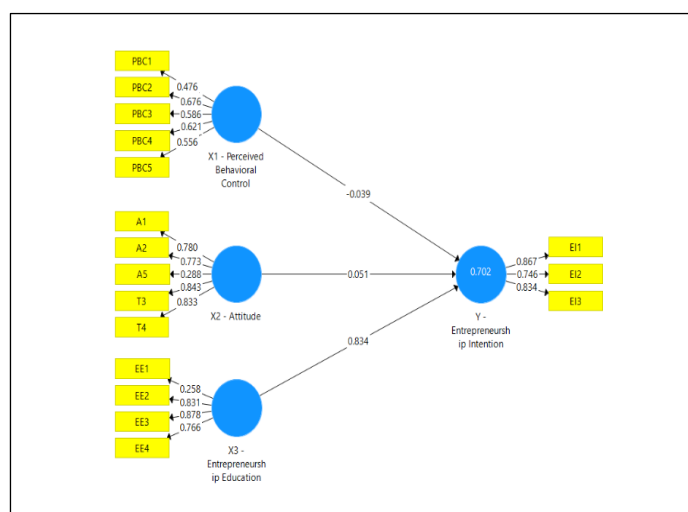 PBC1
PBC2
PBC3
PBC4
PBC5
0.476
0.676
0.586
0.621
0.556
X1 - Perceived
Behavioral
Control
-0.039
A1
A2
A5
T3
T4
0.780
0.773
0.288
0.843
0.833
X2 - Attitude
0.051
EE1
EE2
EE3
EE4
0.258
0.831
0.878
0.766
X3 -
Entrepreneursh
ip Education
0.834
0.702
Y -
Entrepreneursh
ip Intention
0.867
0.746
0.834
EI1
EI2
EI3